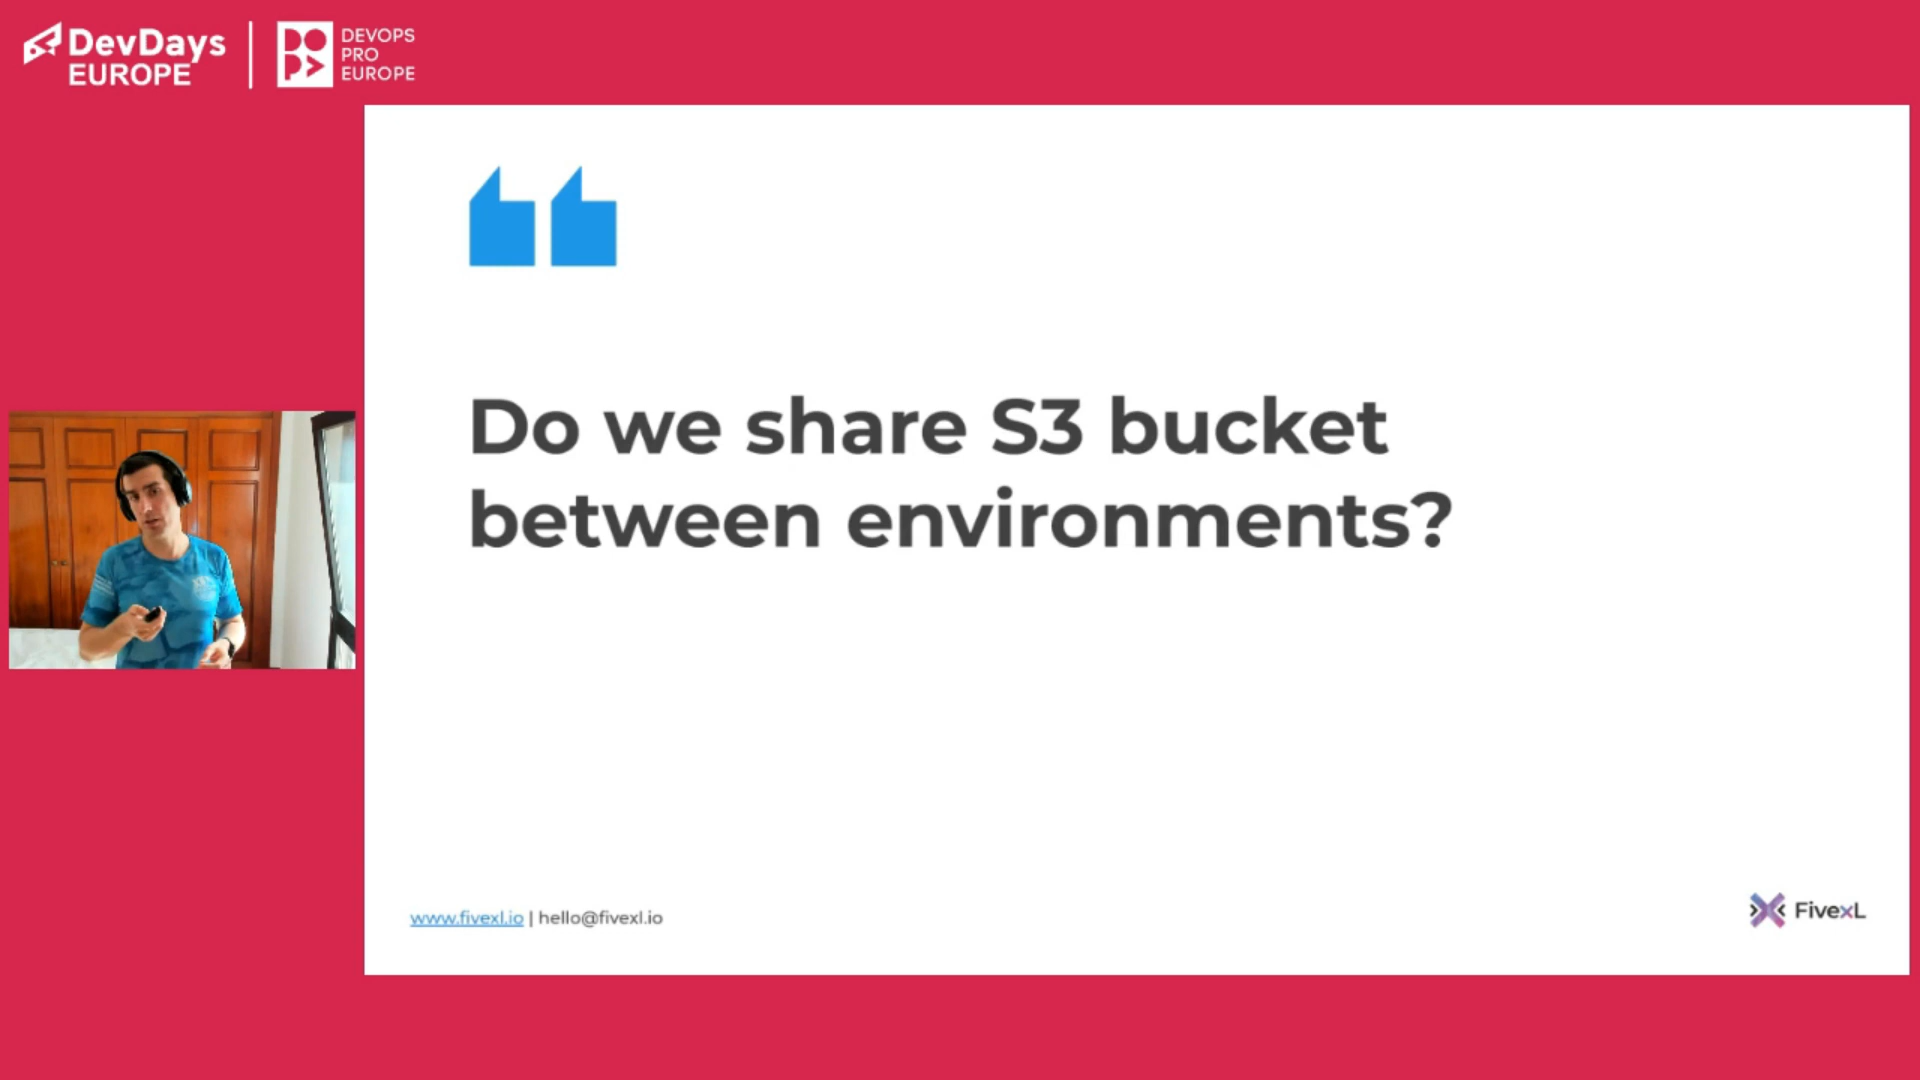 DevDays
EUROPE
DEVOPS
PRO
EUROPE
Do we share S3 bucket
between environments?
www.fivexl.io | hello@fivexl.io
FivexL